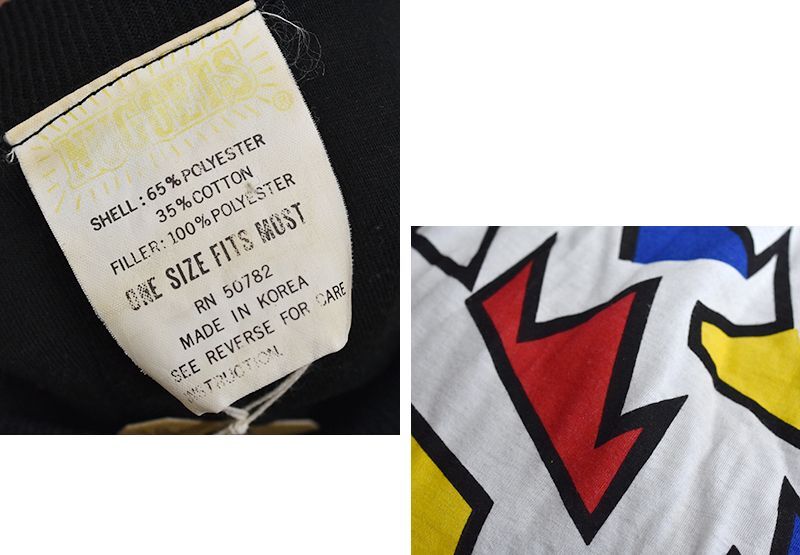 NUGGETS
®
SHELL: 65% POLYESTER
35% COTTON
FILLER: 100% POLYESTER
ONE SIZE FITS MOST
RN 50782
MADE IN KOREA
SEE REVERSE FOR CARE
INSTRUCTION.